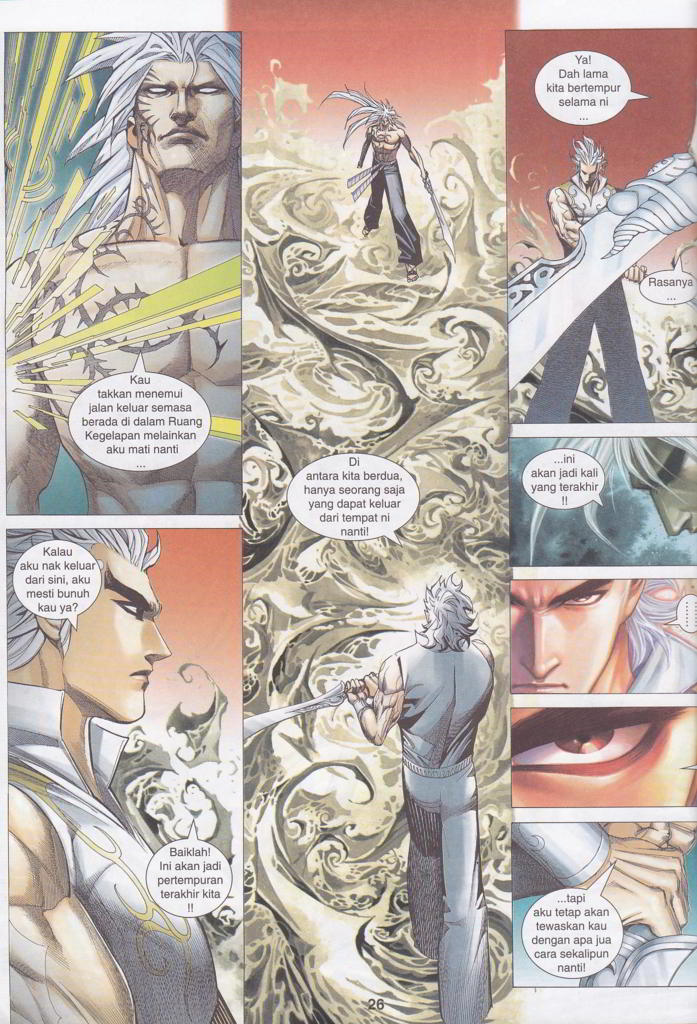 Kau
takkan menemui
jalan keluar semasa
berada di dalam Ruang
Kegelapan melainkan
aku mati nanti
...
Kalau
aku nak keluar
dari sini, aku
mesti bunuh
kau ya?
Baiklah!
Ini akan jadi
pertempuran
terakhir kita
!!
Di
antara kita berdua,
hanya seorang saja
yang dapat keluar
dari tempat ni
nanti!
Ya!
Dah lama
kita bertempur
selama ni
...
Rasanya
...
...ini
akan jadi kali
yang terakhir
!!
......
...tapi
aku tetap akan
tewaskan kau
dengan apa jua
cara sekalipun
nanti!
26